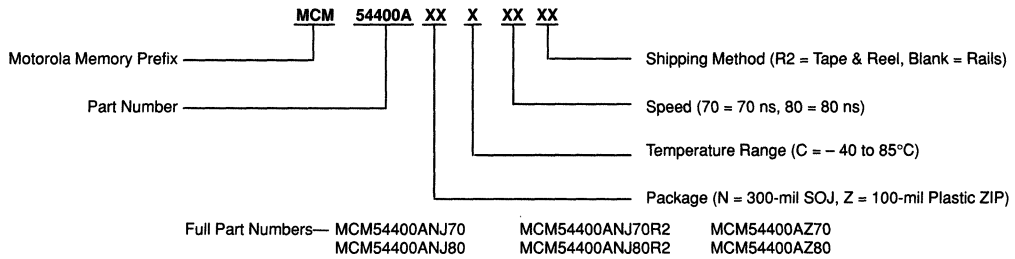 MCM 54400A XX X XX XX
Motorola Memory Prefix
Shipping Method (R2 = Tape & Reel, Blank = Rails)
Part Number
Speed (70 = 70 ns, 80 = 80 ns)
Temperature Range (C = – 40 to 85°C)
Package (N = 300-mil SOJ, Z = 100-mil Plastic ZIP)
Full Part Numbers— MCM54400ANJ70 MCM54400ANJ70R2 MCM54400AZ70
MCM54400ANJ80 MCM54400ANJ80R2 MCM54400AZ80